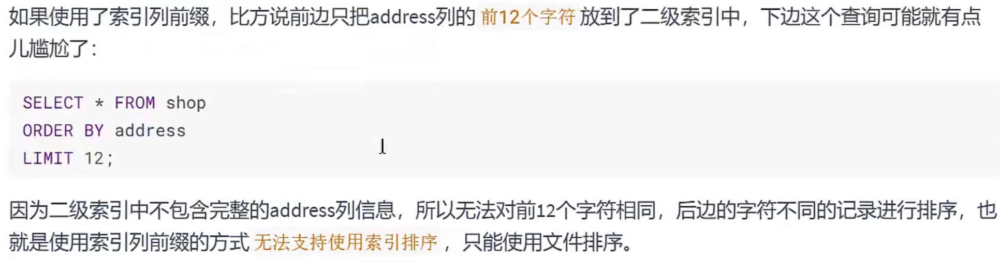 如果使用了索引列前缀，比方说前边只把address列的 前12个字符 放到了二级索引中，下边这个查询可能就有点
儿尴尬了：
SELECT * FROM shop
ORDER BY address
LIMIT 12;
因为二级索引中不包含完整的address列信息，所以无法对前12个字符相同，后边的字符不同的记录进行排序，也
就是使用索引列前缀的方式 无法支持使用索引排序 ，只能使用文件排序。